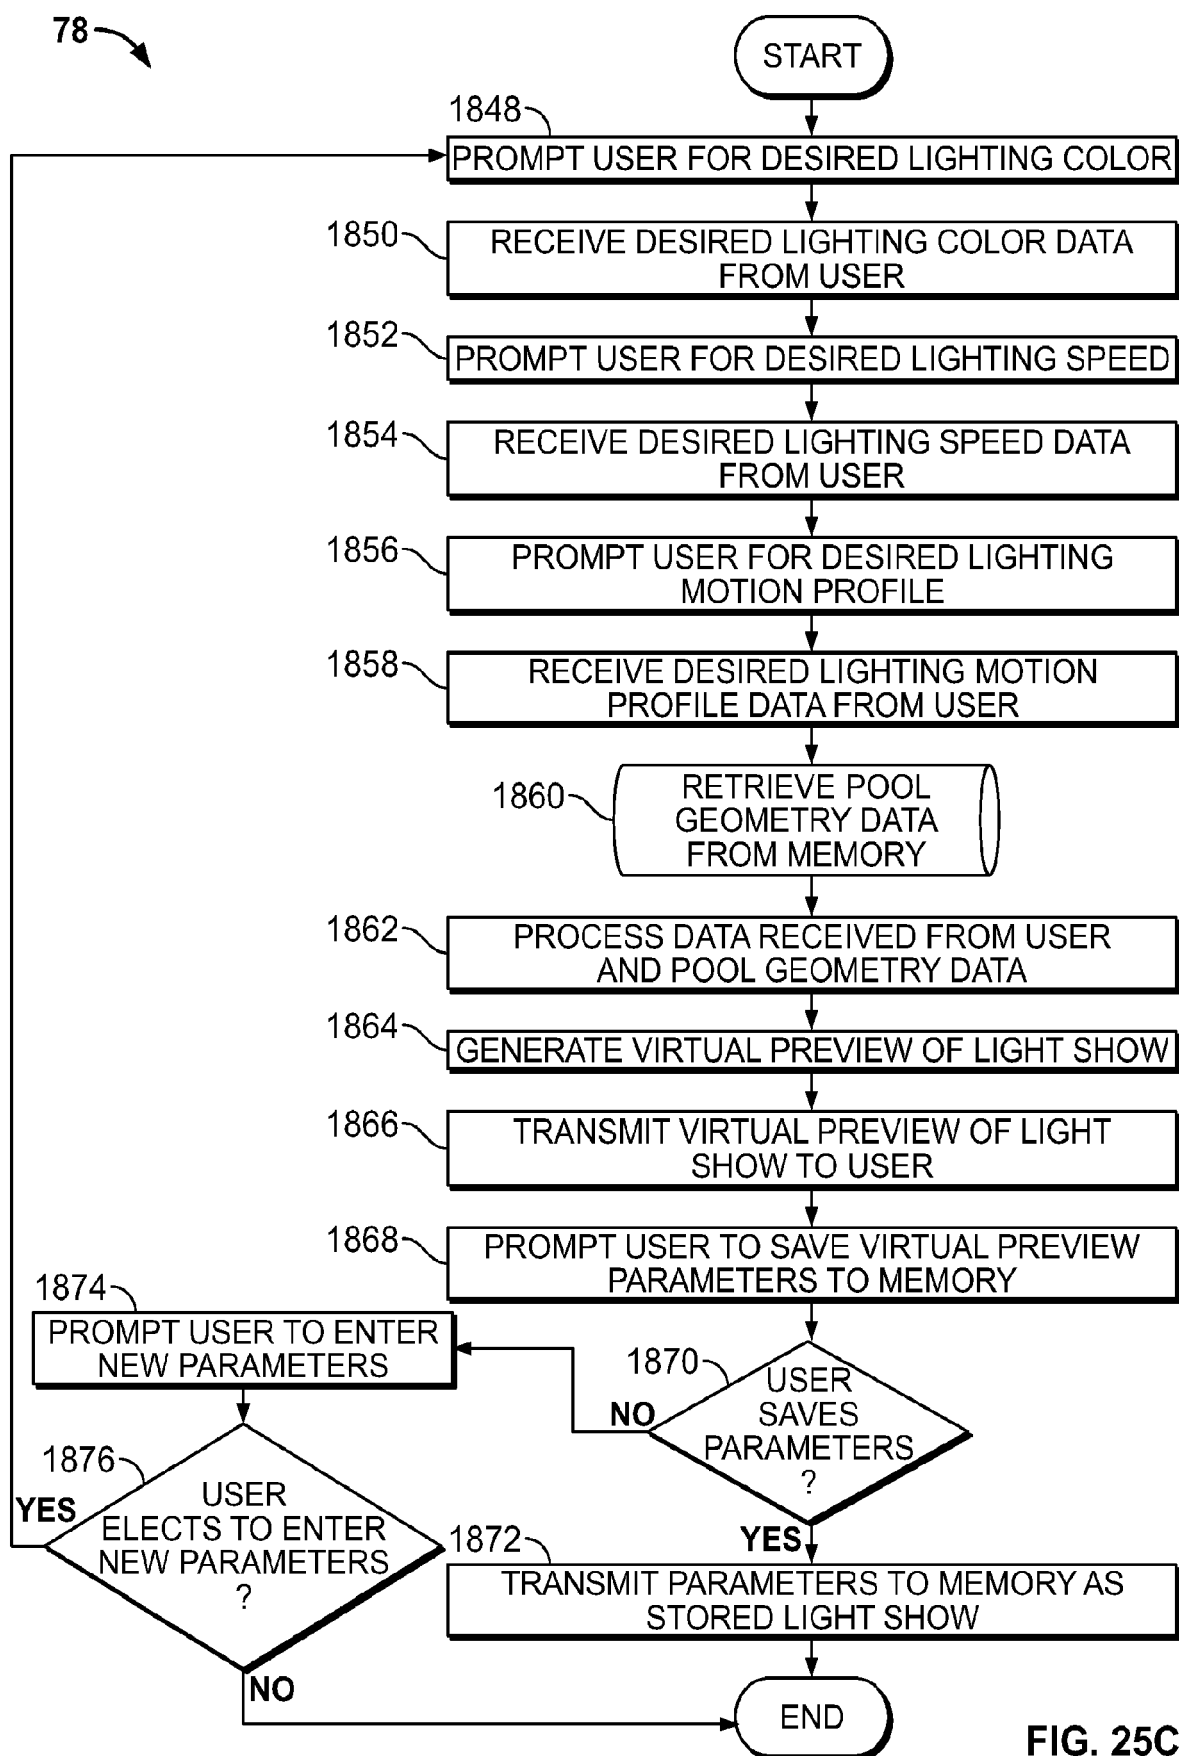 78
START
1848
PROMPT USER FOR DESIRED LIGHTING COLOR
1850
RECEIVE DESIRED LIGHTING COLOR DATA
FROM USER
1852
PROMPT USER FOR DESIRED LIGHTING SPEED
1854
RECEIVE DESIRED LIGHTING SPEED DATA
FROM USER
1856
PROMPT USER FOR DESIRED LIGHTING
MOTION PROFILE
1858
RECEIVE DESIRED LIGHTING MOTION
PROFILE DATA FROM USER
1860
RETRIEVE POOL
GEOMETRY DATA
FROM MEMORY
1862
PROCESS DATA RECEIVED FROM USER
AND POOL GEOMETRY DATA
1864
GENERATE VIRTUAL PREVIEW OF LIGHT SHOW
1866
TRANSMIT VIRTUAL PREVIEW OF LIGHT
SHOW TO USER
1868
PROMPT USER TO SAVE VIRTUAL PREVIEW
PARAMETERS TO MEMORY
1870
USER
SAVES
PARAMETERS
?
NO
YES
1874
PROMPT USER TO ENTER
NEW PARAMETERS
1876
USER
ELECTS TO ENTER
NEW PARAMETERS
?
YES
NO
1872
TRANSMIT PARAMETERS TO MEMORY AS
STORED LIGHT SHOW
END
FIG. 25C